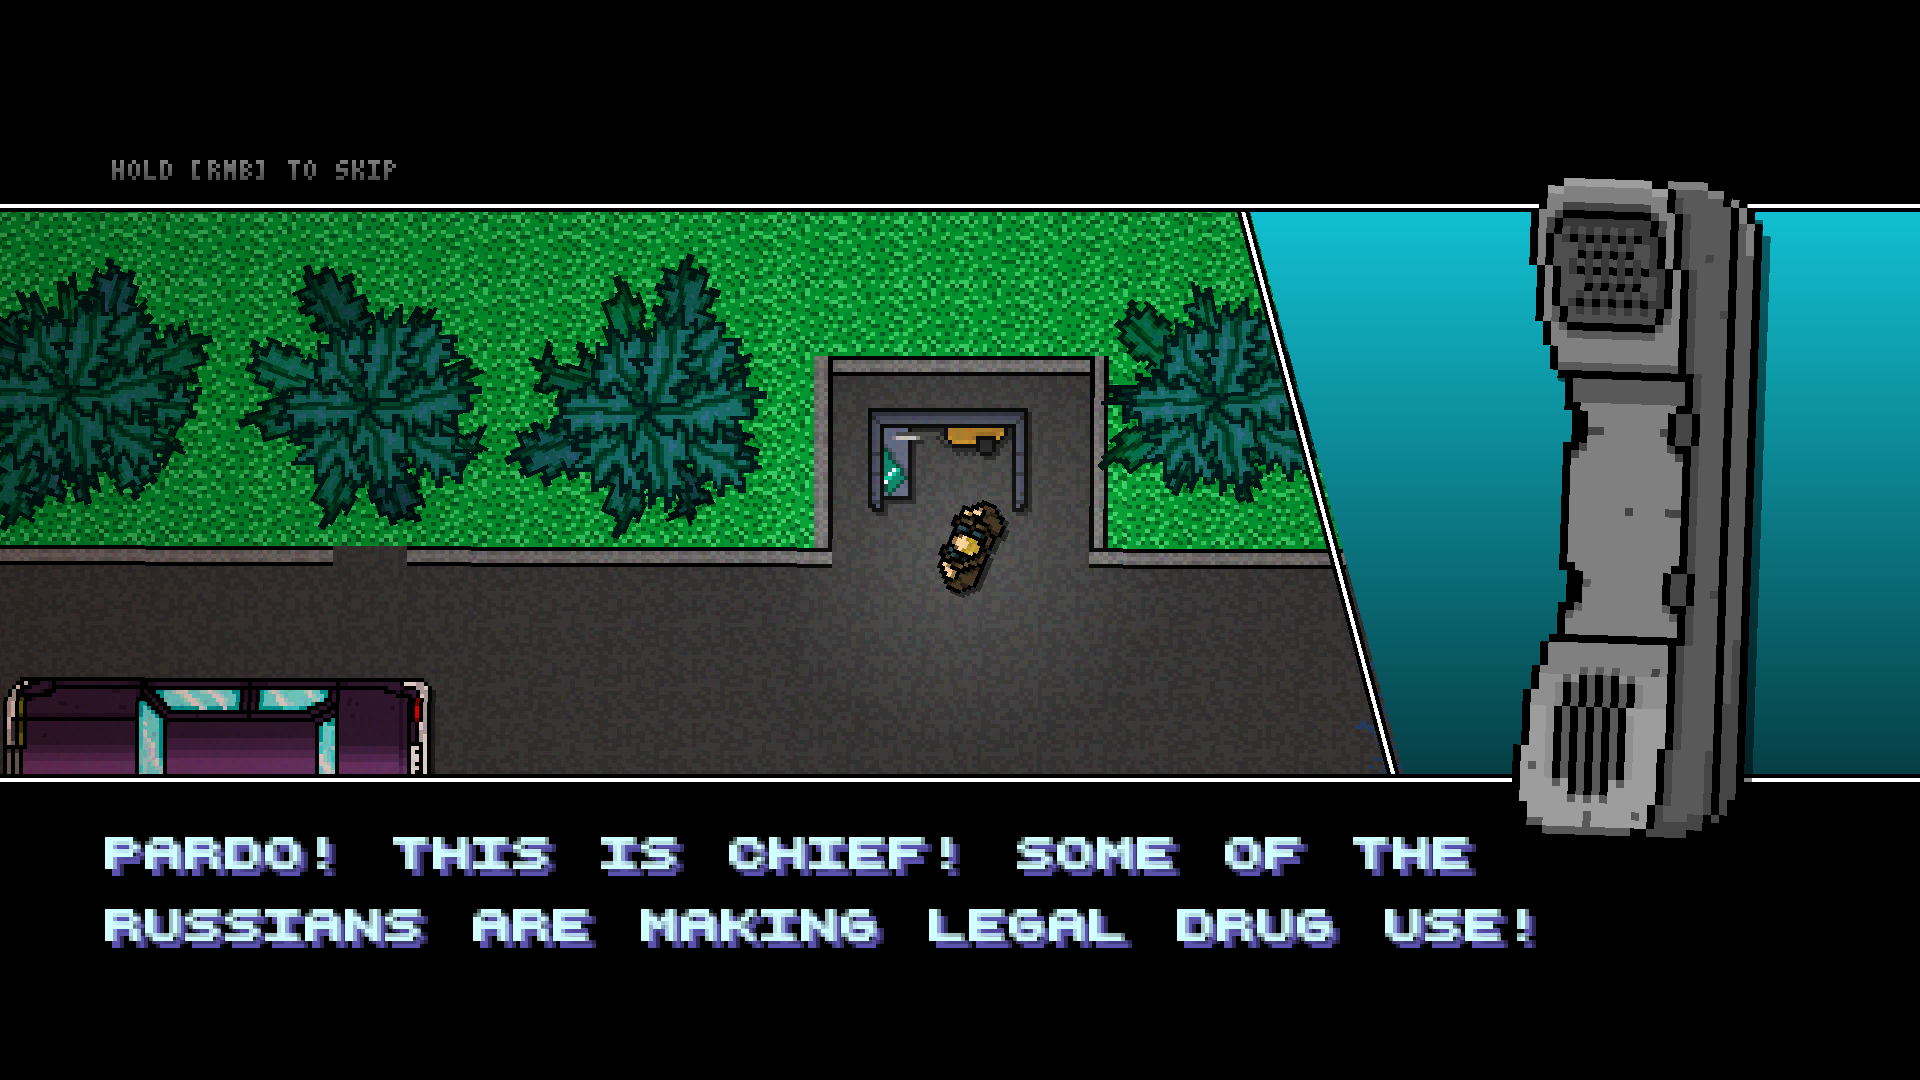 HOLD [RMB] TO SKIP
PARDO! THIS IS CHIEF! SOME OF THE
RUSSIANS ARE MAKING LEGAL DRUG USE!